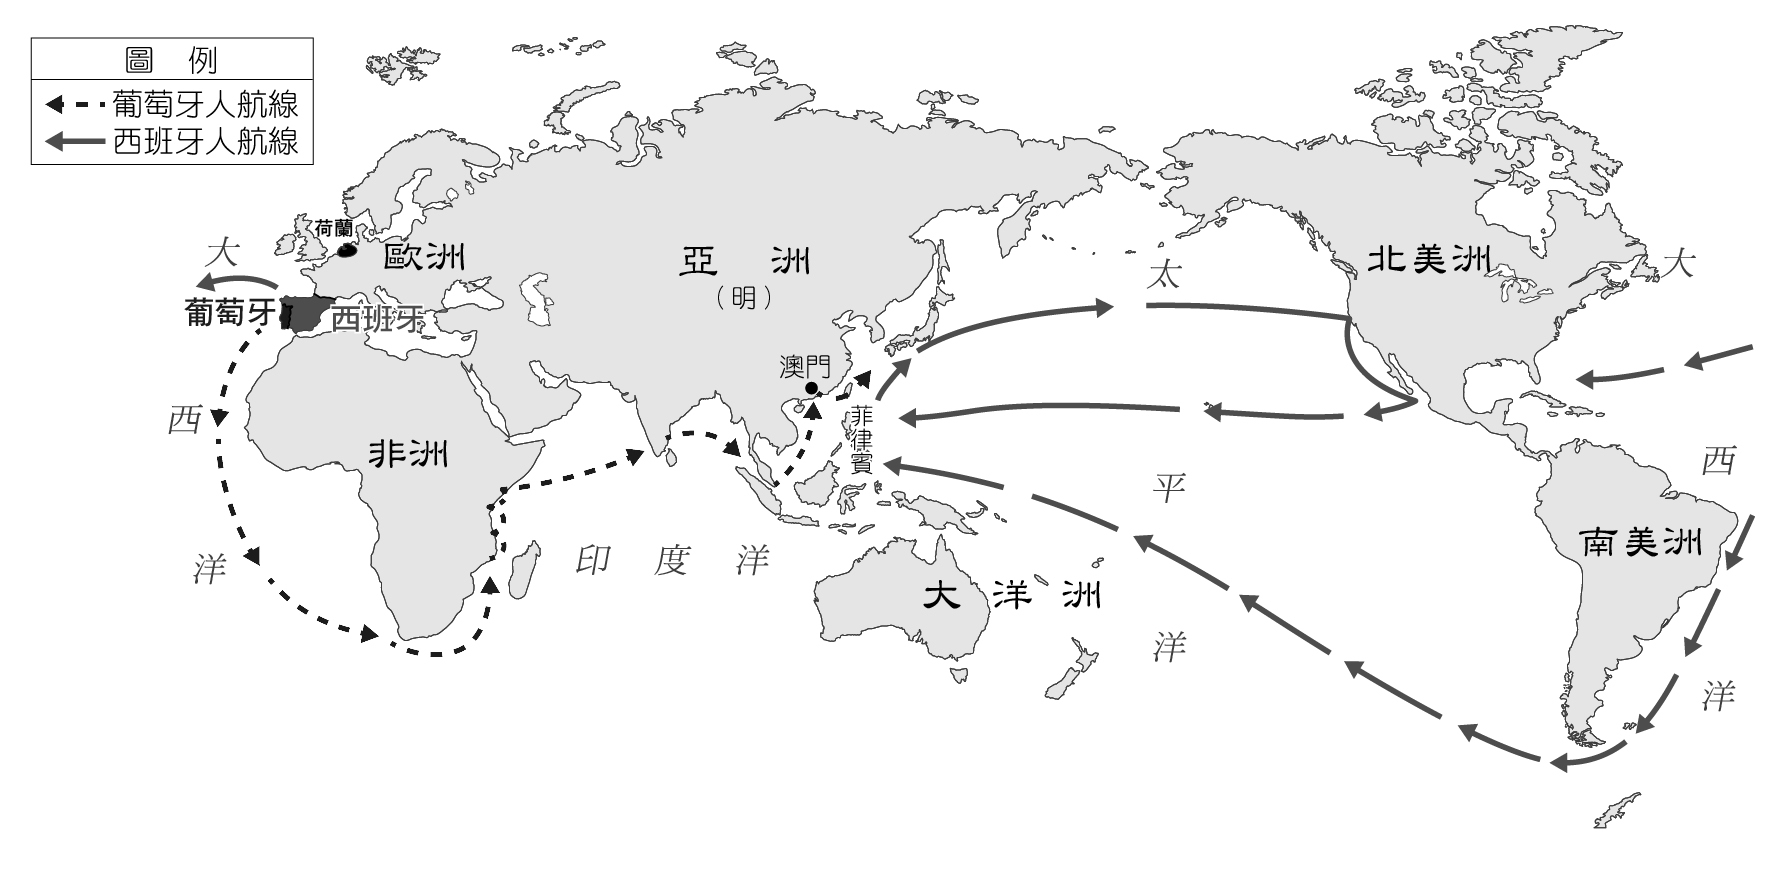 圖例
葡萄牙人航線
西班牙人航線
荷蘭
歐洲
亞洲
（明）
北美洲
大
西
洋
葡萄牙
西班牙
澳門
菲律賓
非洲
印度洋
大洋洲
太
平
洋
南美洲
大
西
洋